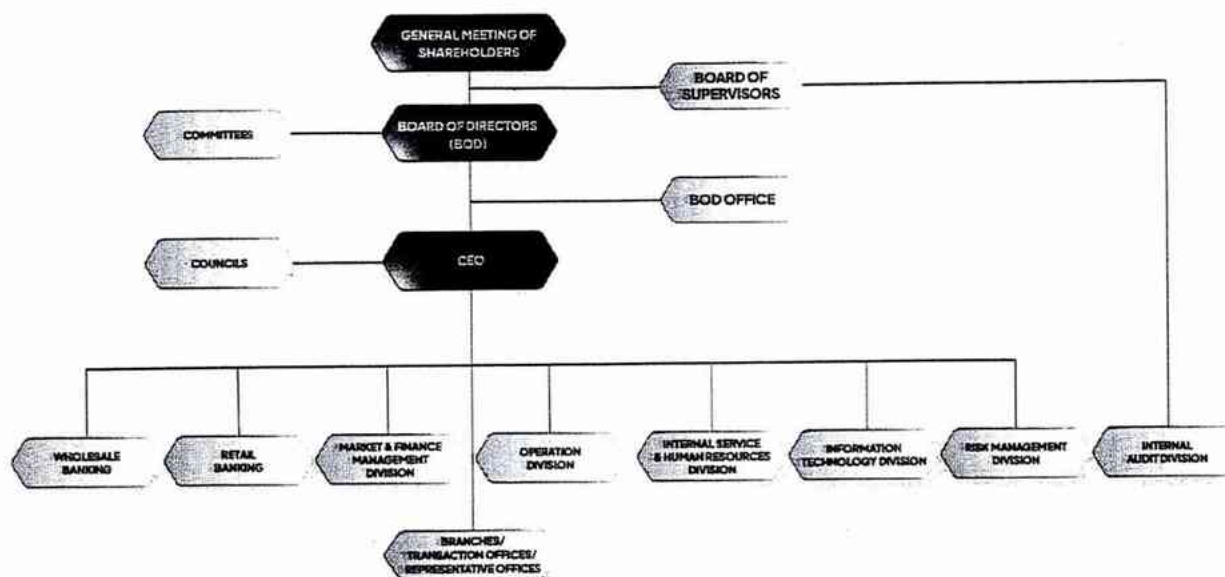 GENERAL MEETING OF
SHAREHOLDERS
BOARD OF
SUPERVISORS
COMMITTEES
BOARD OF DIRECTORS
(BOD)
BOD OFFICE
COUNCILS
CEO
WHOLESALE
BANKING
RETAIL
BANKING
MARKET & FINANCE
MANAGEMENT
DIVISION
OPERATION
DIVISION
INTERNAL SERVICE
& HUMAN RESOURCES
DIVISION
INFORMATION
TECHNOLOGY DIVISION
RISK MANAGEMENT
DIVISION
INTERNAL
AUDIT DIVISION
BRANCHES/
TRANSACTION OFFICES/
REPRESENTATIVE OFFICES